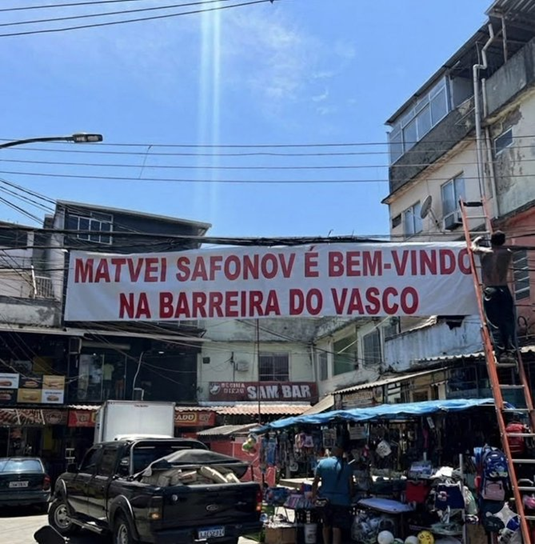 MATVEI SAFONOV É BEM-VINDO
NA BARREIRA DO VASCO
SAM BAR